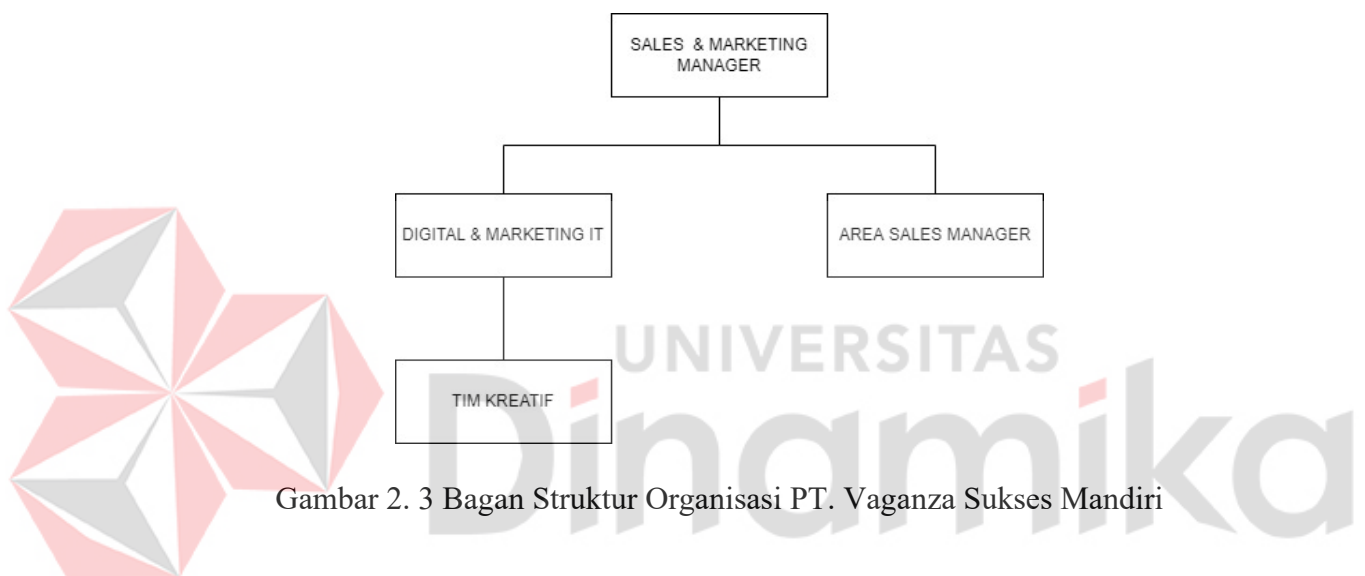 SALES & MARKETING
MANAGER
DIGITAL & MARKETING IT
AREA SALES MANAGER
UNIVERSITAS
Dinamika
TIM KREATIF
Gambar 2. 3 Bagan Struktur Organisasi PT. Vaganza Sukses Mandiri